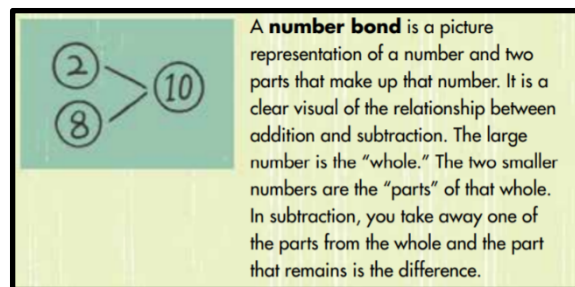 2
10
8
A number bond is a picture
representation of a number and two
parts that make up that number. It is a
clear visual of the relationship between
addition and subtraction. The large
number is the “whole.” The two smaller
numbers are the “parts” of that whole.
In subtraction, you take away one of
the parts from the whole and the part
that remains is the difference.